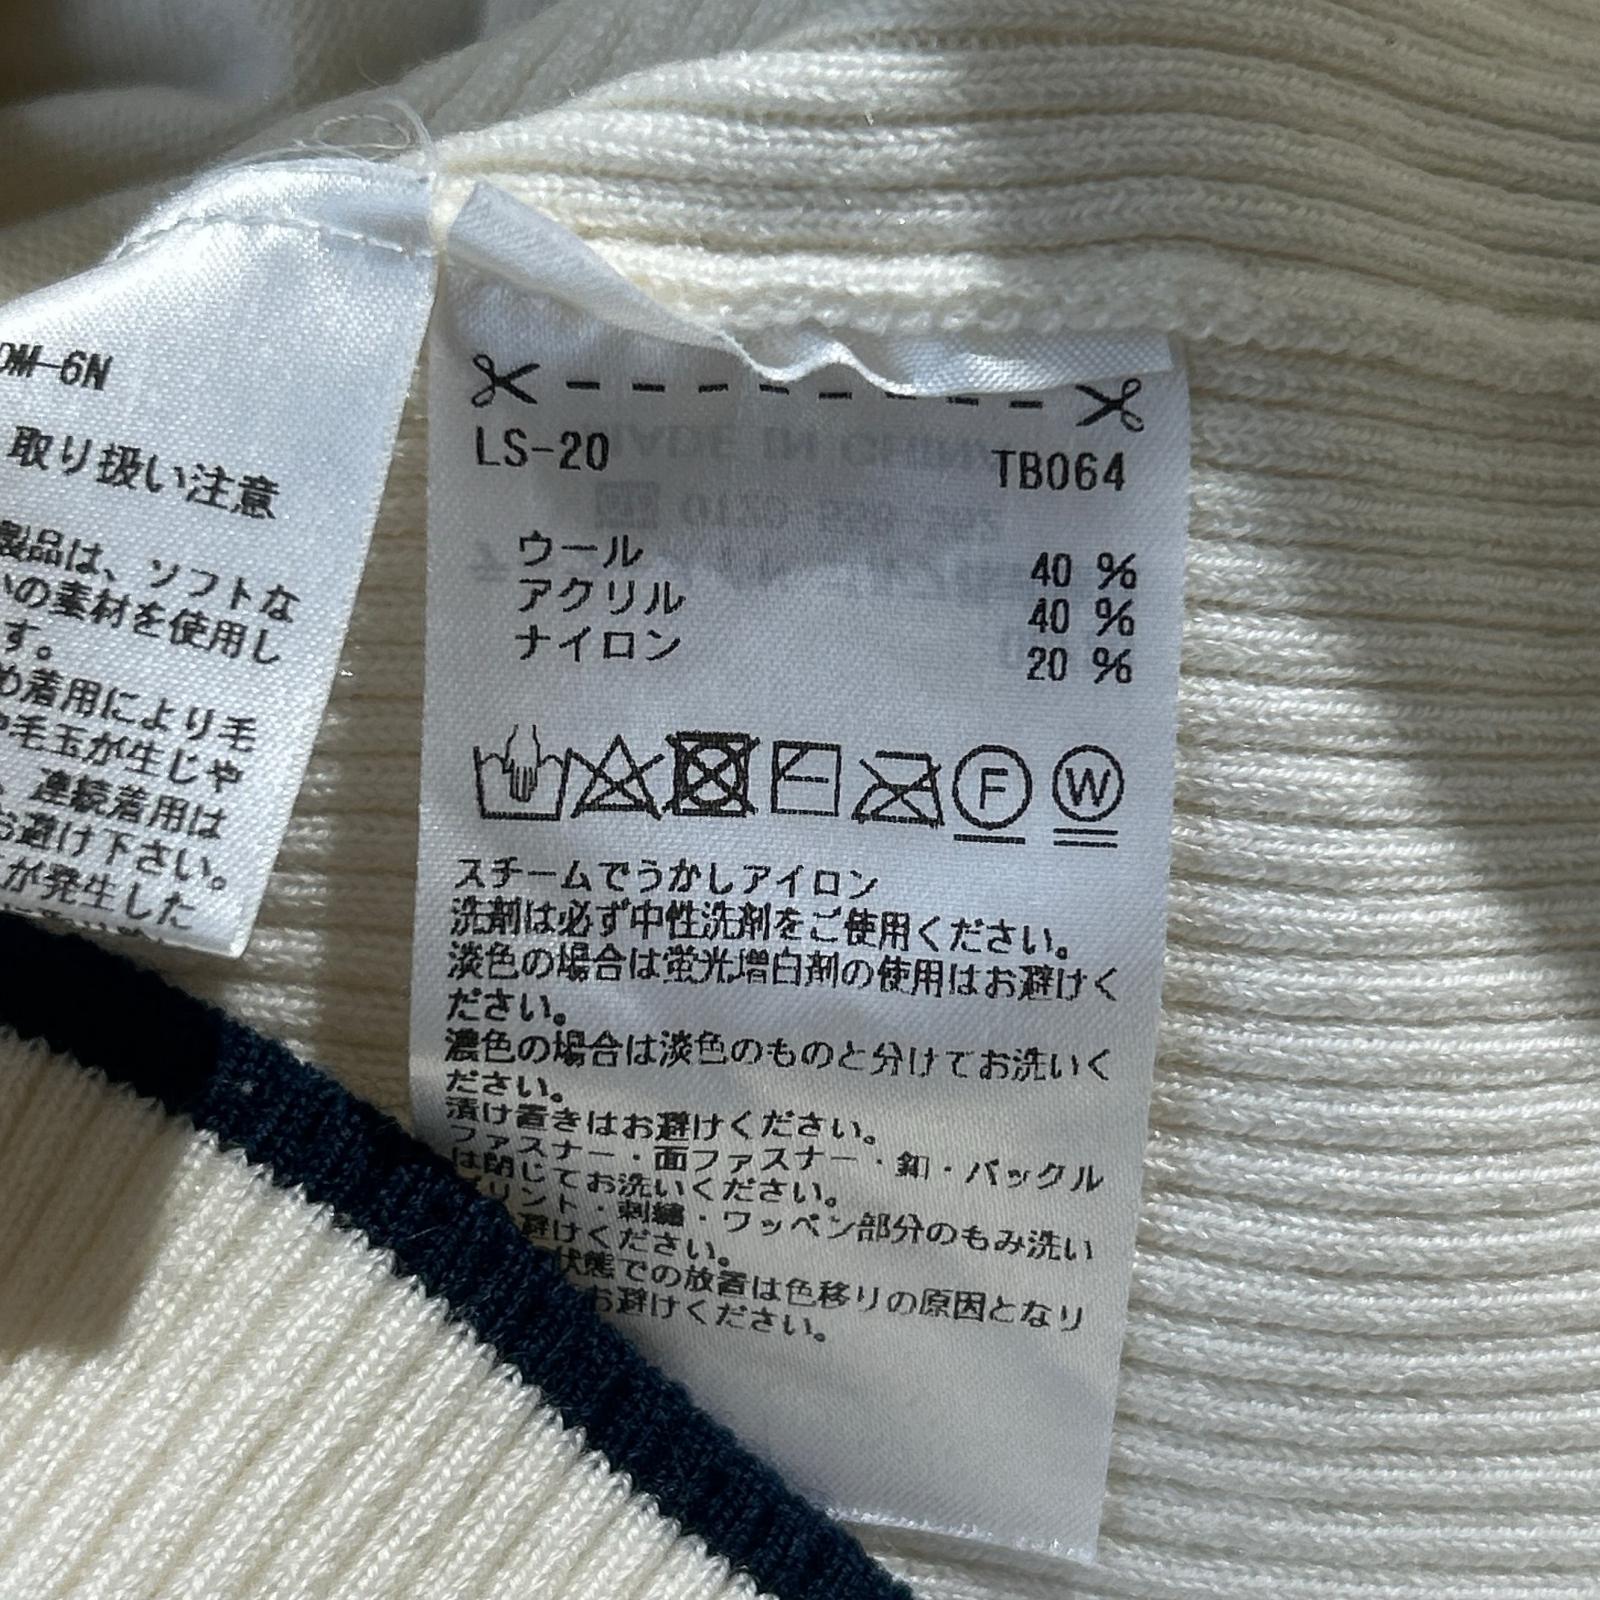 DM-6N
取り扱い注意
製品は、ソフトな
の素材を使用し
す。
め着用により毛
や毛玉が生じや
、連続着用は
お避け下さい。
が発生した
LS-20 TB064
ウール 40 %
アクリル 40 %
ナイロン 20 %
F W
スチームでうかしアイロン
洗剤は必ず中性洗剤をご使用ください。
淡色の場合は蛍光増白剤の使用はお避けく
ださい。
濃色の場合は淡色のものと分けてお洗いく
ださい。
漬け置きはお避けください。
ファスナー・面ファスナー・釦・バックル
は閉じてお洗いください。
プリント・刺繍・ワッペン部分のもみ洗い
避けください。
状態での放置は色移りの原因となり
お避けください。